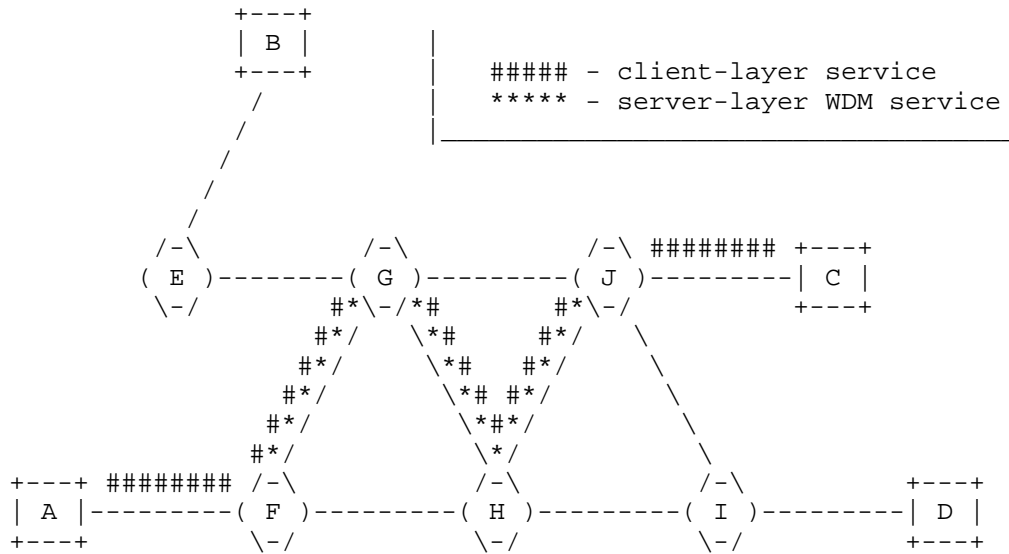 B
##### - client-layer service
***** - server-layer WDM service
E G J C
A F H I D